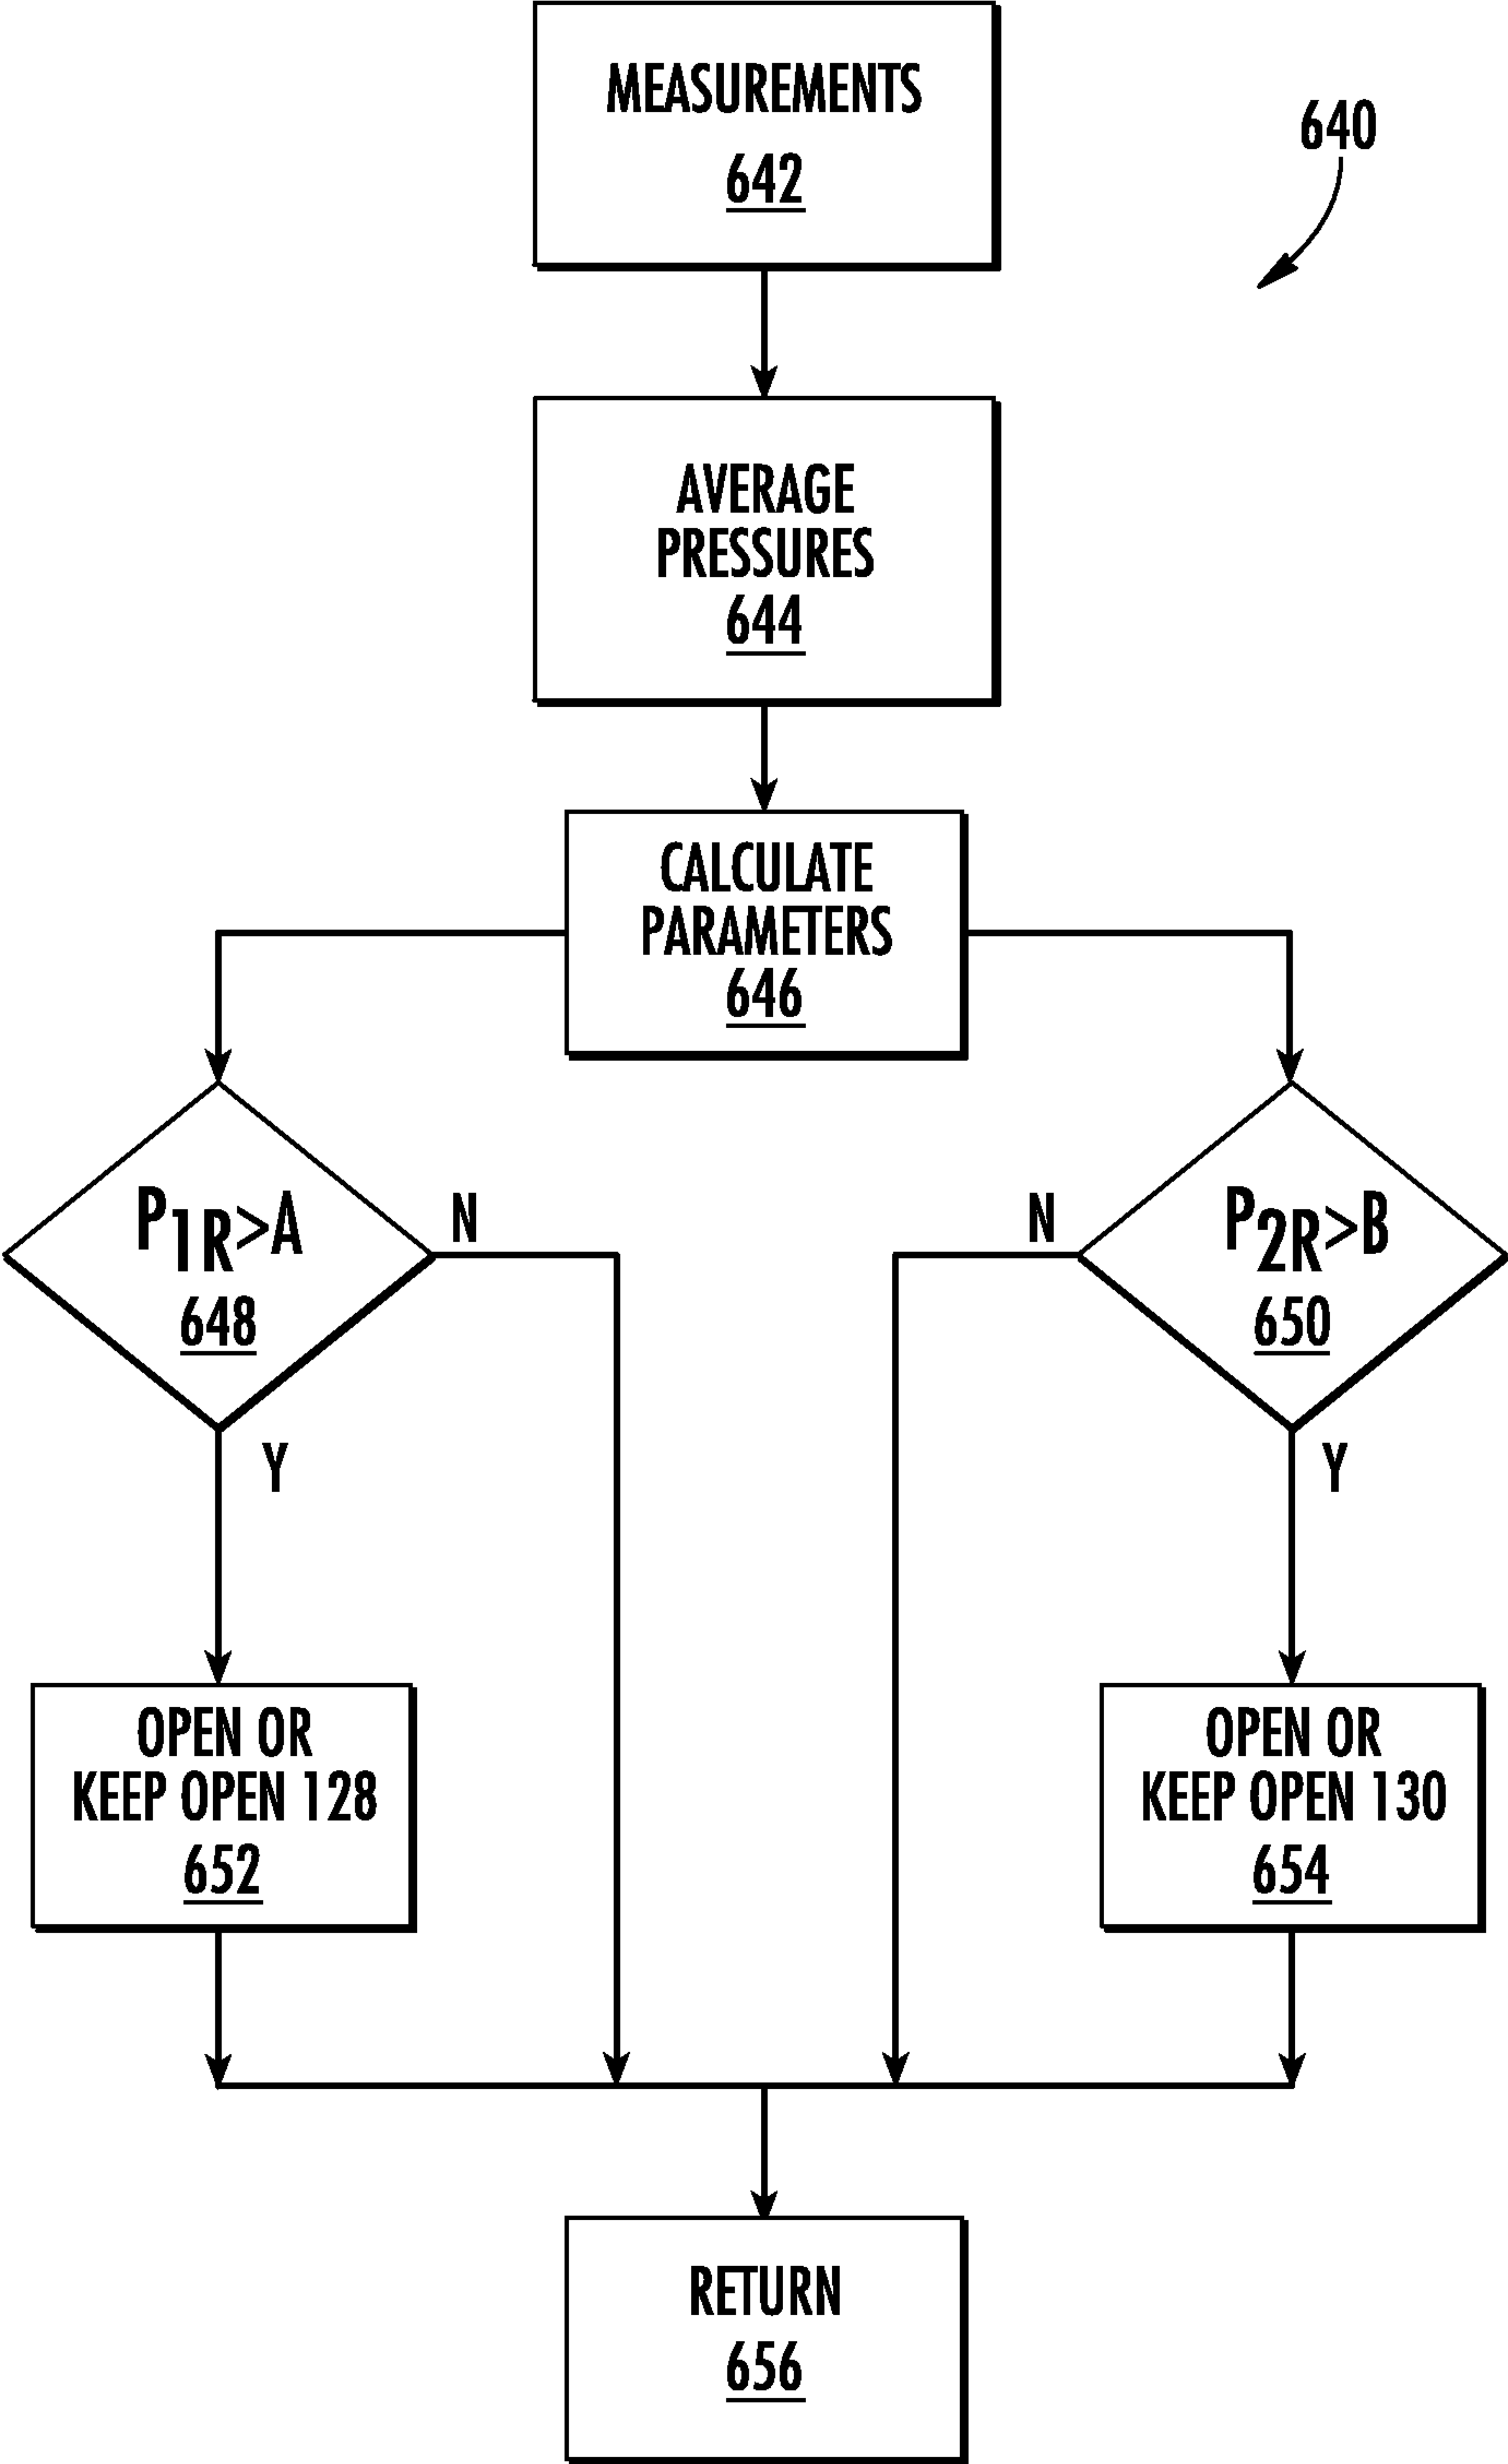 MEASUREMENTS
642
640
AVERAGE
PRESSURES
644
CALCULATE
PARAMETERS
646
P1R>A
648
N
Y
N
P2R>B
650
Y
OPEN OR
KEEP OPEN 128
652
OPEN OR
KEEP OPEN 130
654
RETURN
656